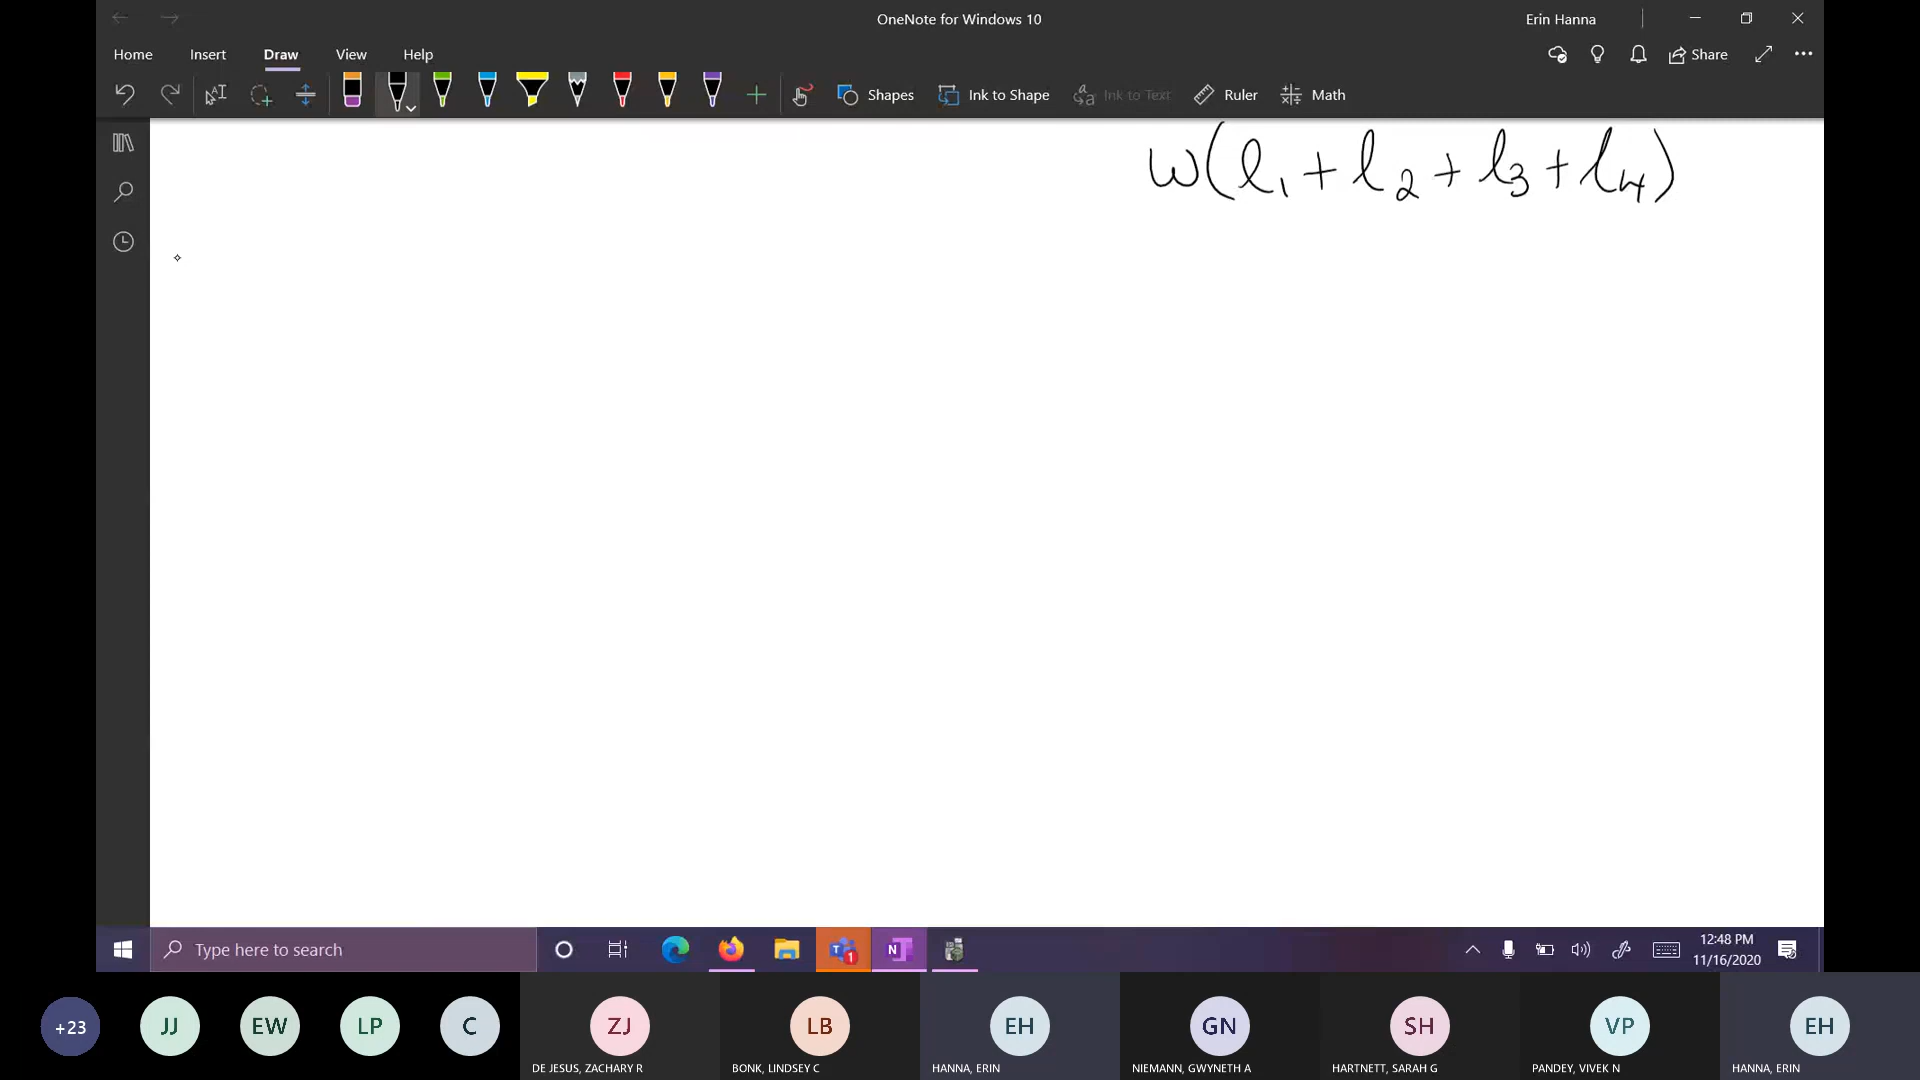 OneNote for Windows 10
Erin Hanna
Home Insert Draw View Help
Share
Shapes Ink to Shape Ink to Text Ruler Math
w(l₁+l₂+l₃+l₄)
Type here to search
1
N
12:48 PM
11/16/2020
+23 JJ EW LP C ZJ LB EH GN SH VP EH
DE JESUS, ZACHARY R BONK, LINDSEY C HANNA, ERIN NIEMANN, GWYNETH A HARTNETT, SARAH G PANDEY, VIVEK N HANNA, ERIN